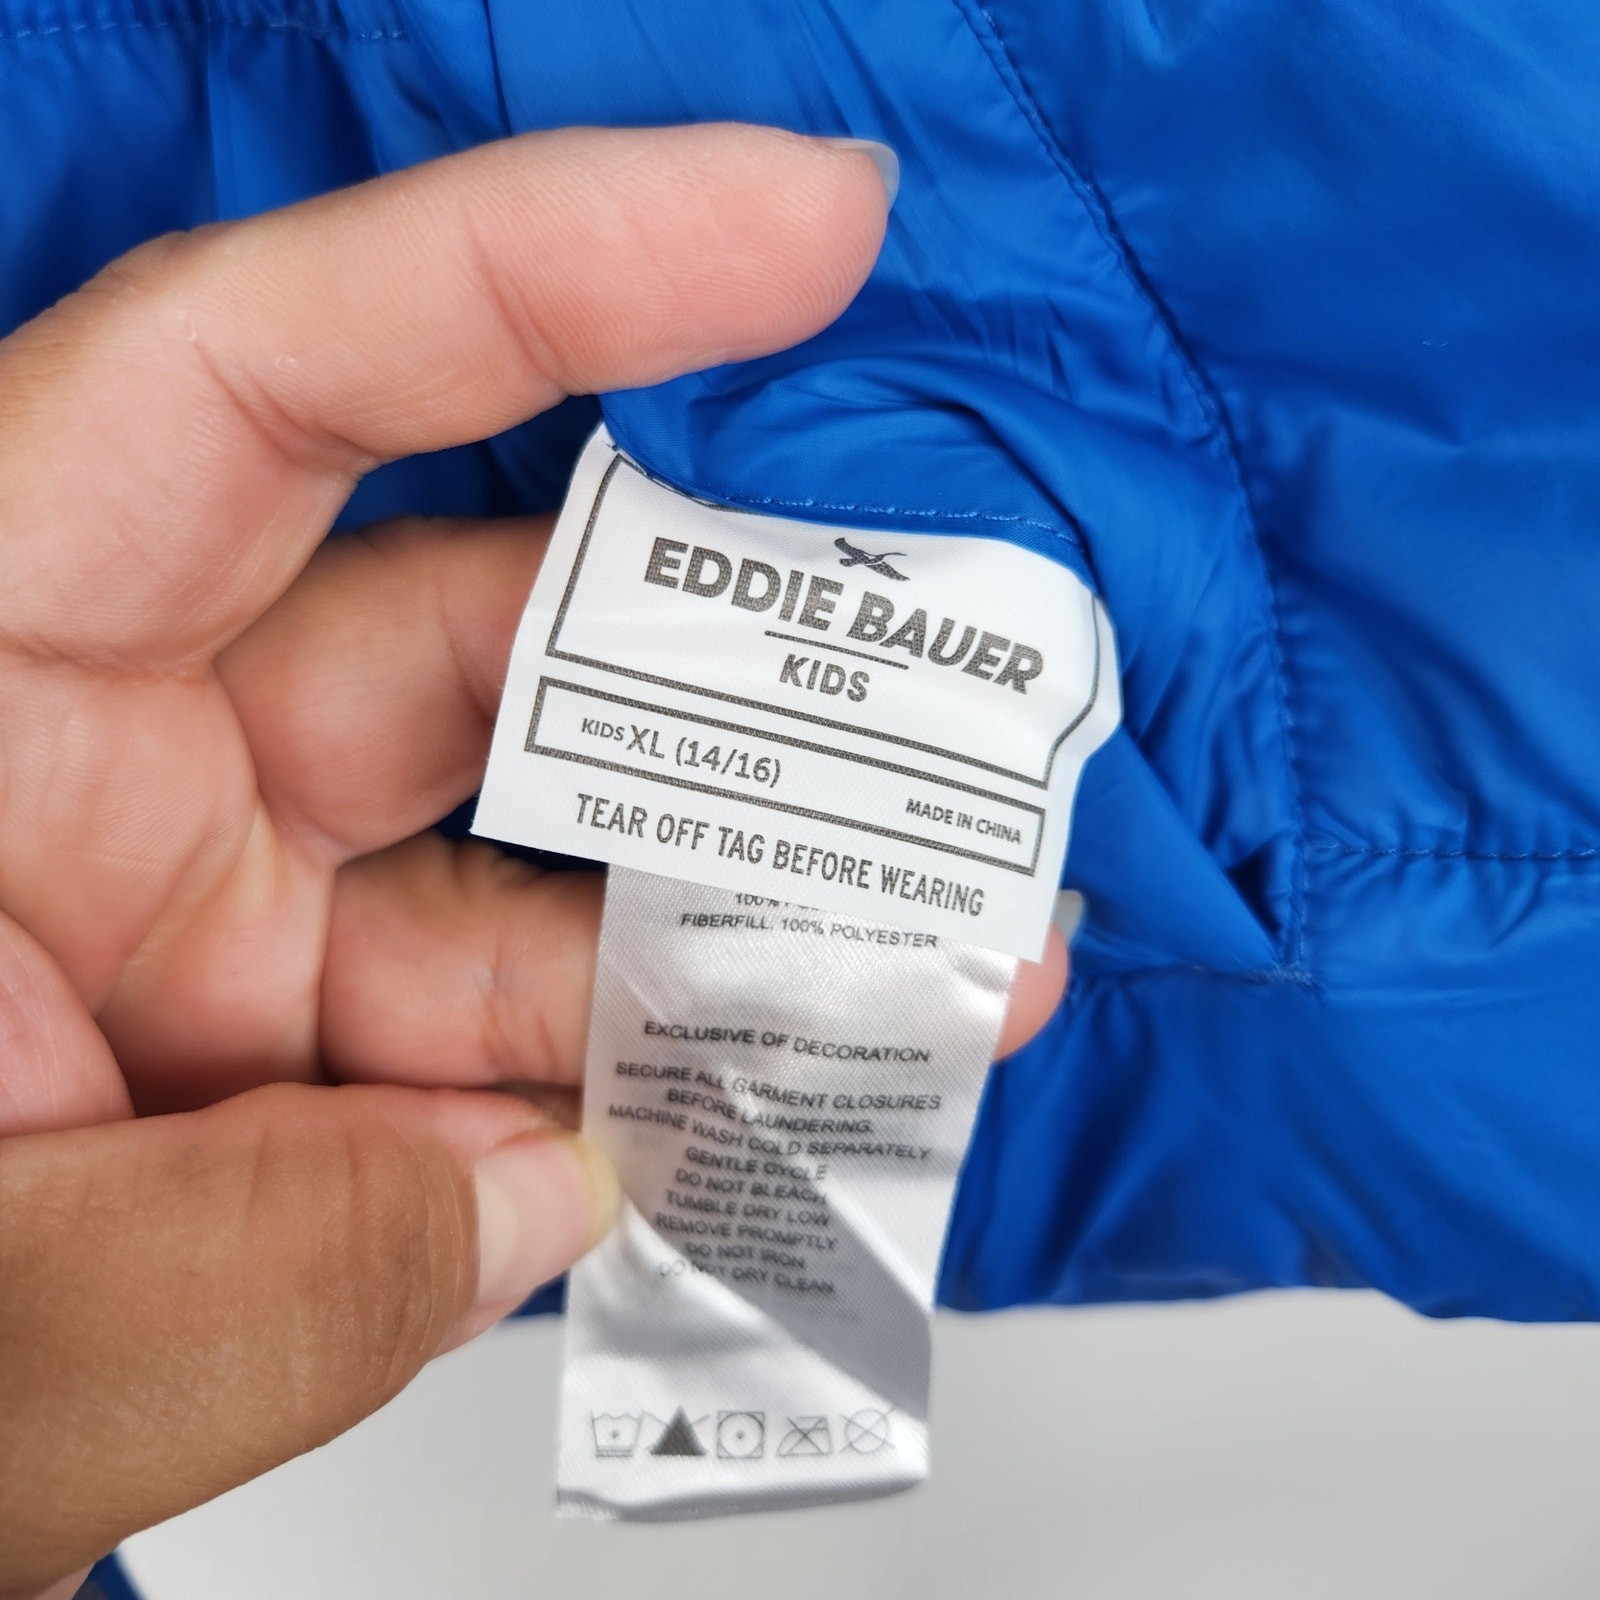 EDDIE BAUER
KIDS
KIDS XL (14/16)
MADE IN CHINA
TEAR OFF TAG BEFORE WEARING
100%
FIBERFILL. 100% POLYESTER
EXCLUSIVE OF DECORATION
SECURE ALL GARMENT CLOSURES
BEFORE LAUNDERING.
MACHINE WASH COLD SEPARATELY
GENTLE CYCLE
DO NOT BLEACH
TUMBLE DRY LOW
REMOVE PROMPTLY
DO NOT IRON
DO NOT DRY CLEAN